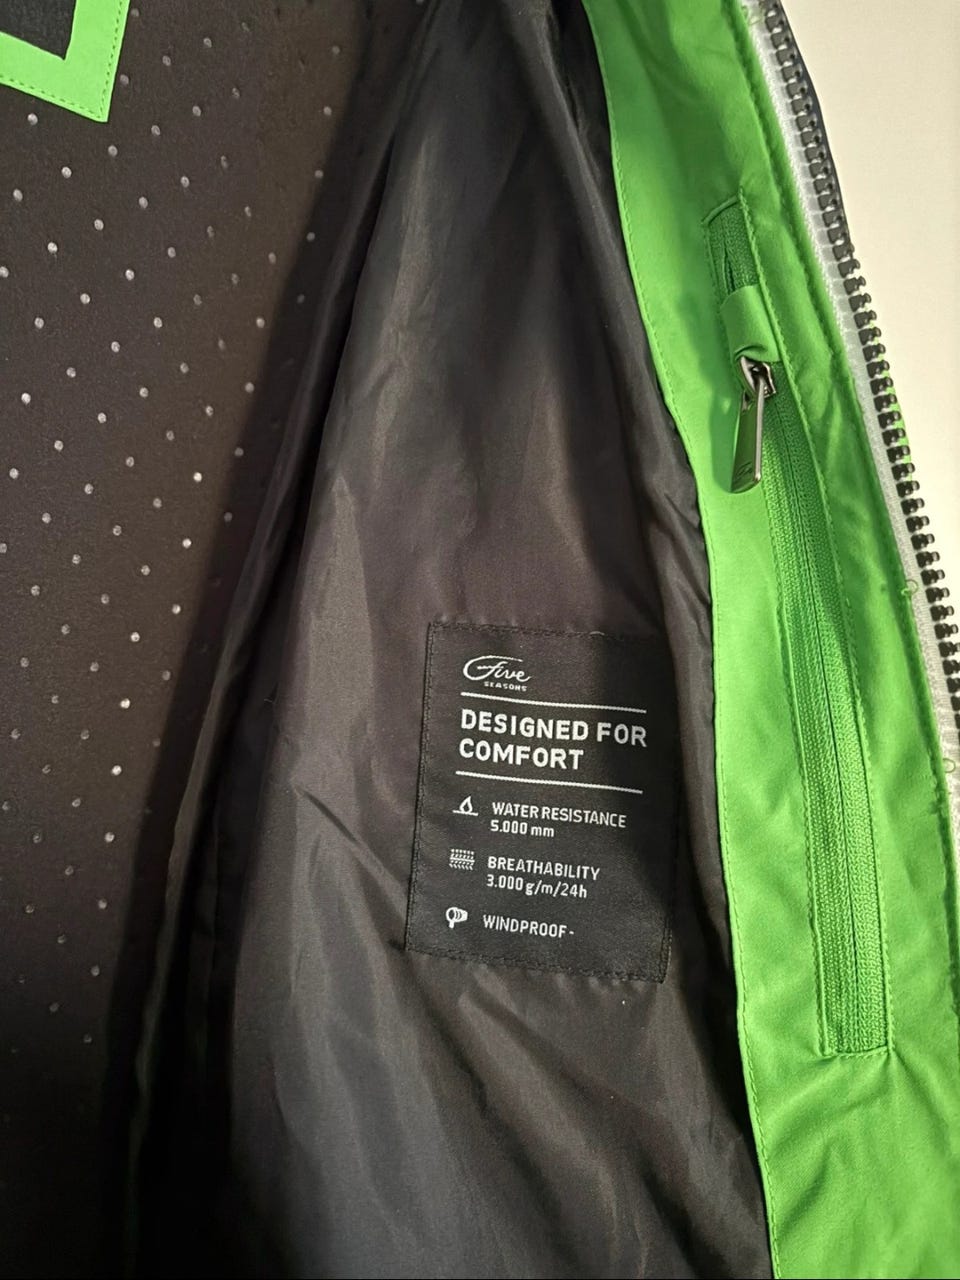 Five
SEASONS
DESIGNED FOR
COMFORT
WATER RESISTANCE
5.000 mm
BREATHABILITY
3.000 g/m/24h
WINDPROOF-